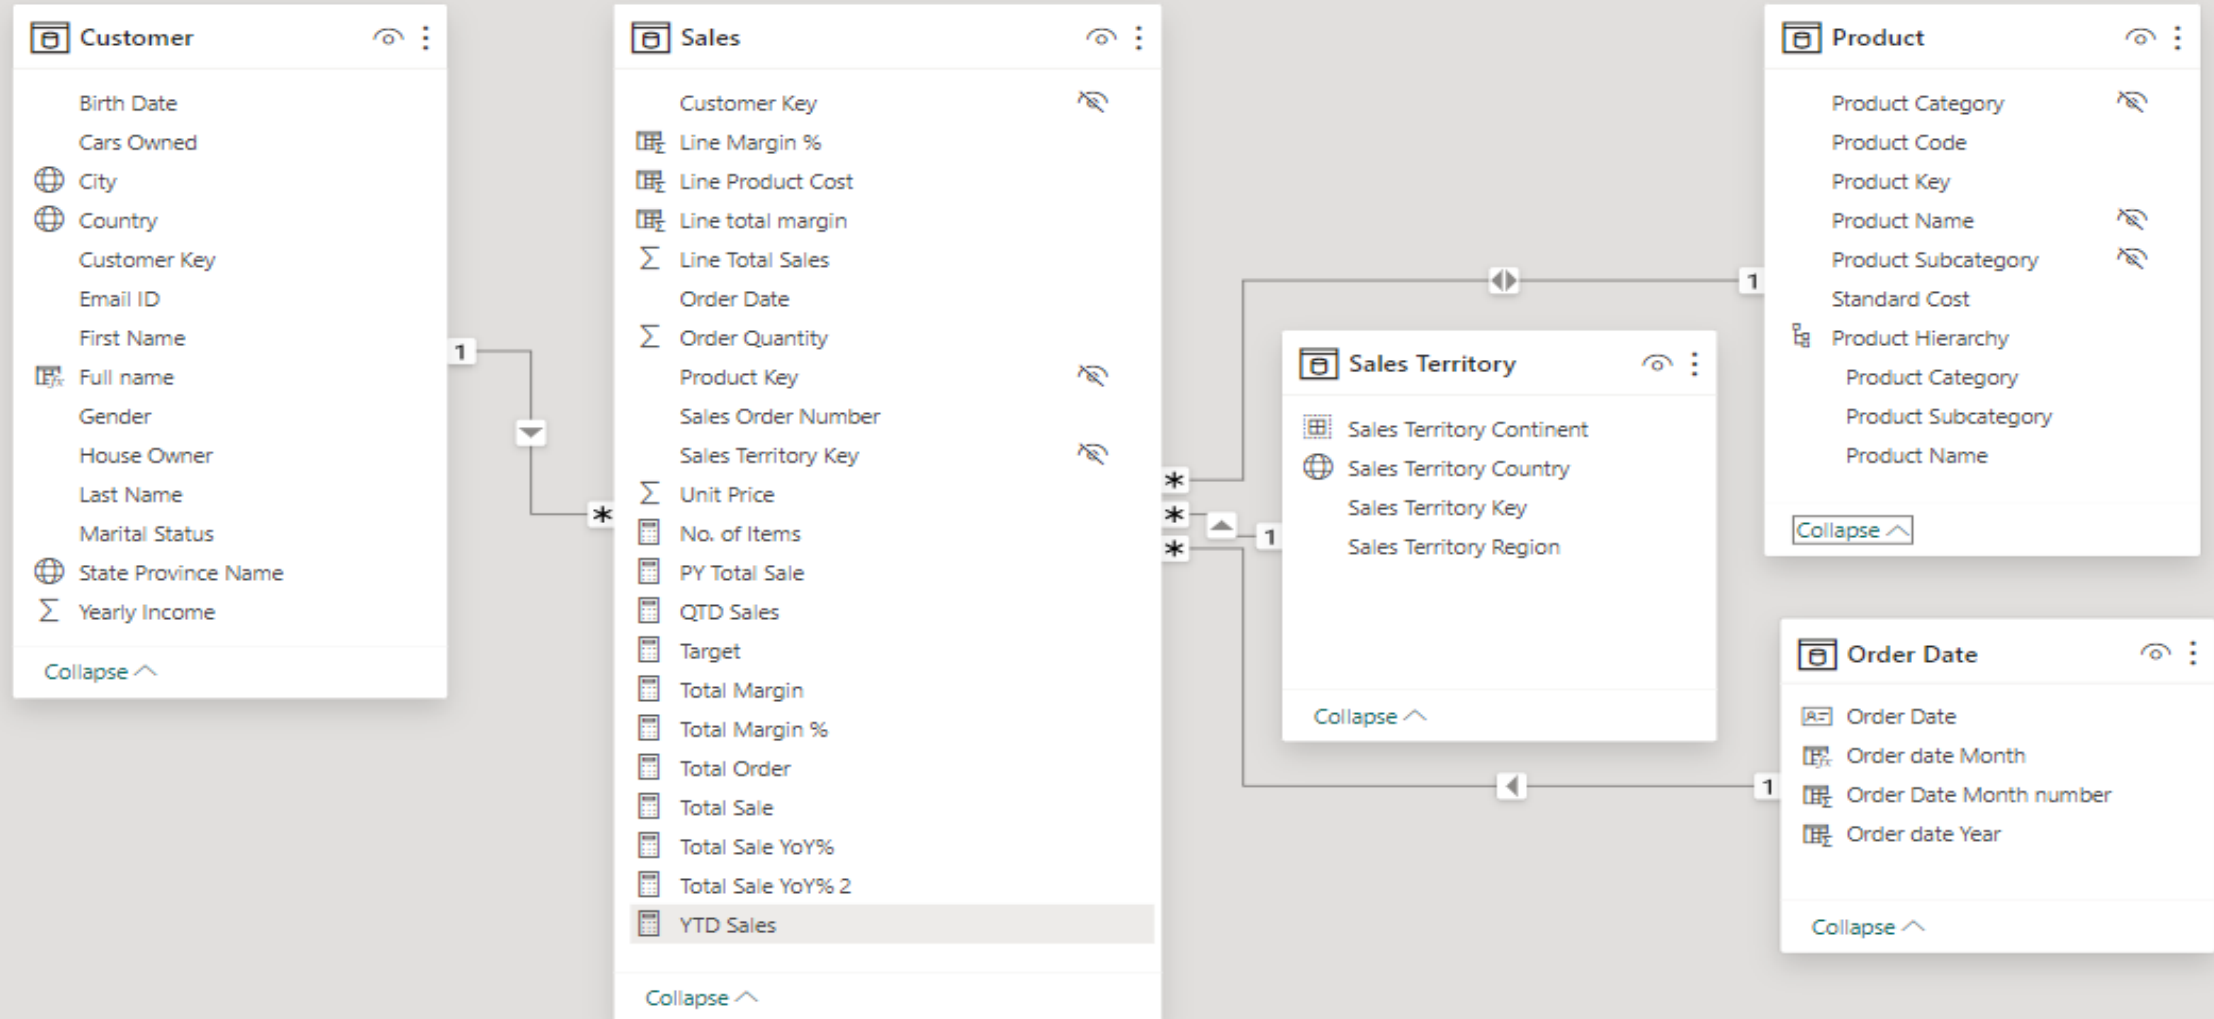 Customer
Birth Date
Cars Owned
City
Country
Customer Key
Email ID
First Name
Full name
Gender
House Owner
Last Name
Marital Status
State Province Name
Yearly Income
Collapse
1
*
Sales
Customer Key
Line Margin %
Line Product Cost
Line total margin
Line Total Sales
Order Date
Order Quantity
Product Key
Sales Order Number
Sales Territory Key
Unit Price
No. of Items
PY Total Sale
QTD Sales
Target
Total Margin
Total Margin %
Total Order
Total Sale
Total Sale YoY%
Total Sale YoY% 2
YTD Sales
Collapse
*
*
*
1
Sales Territory
Sales Territory Continent
Sales Territory Country
Sales Territory Key
Sales Territory Region
Collapse
1
Product
Product Category
Product Code
Product Key
Product Name
Product Subcategory
Standard Cost
Product Hierarchy
Product Category
Product Subcategory
Product Name
Collapse
1
Order Date
Order Date
Order date Month
Order Date Month number
Order date Year
Collapse